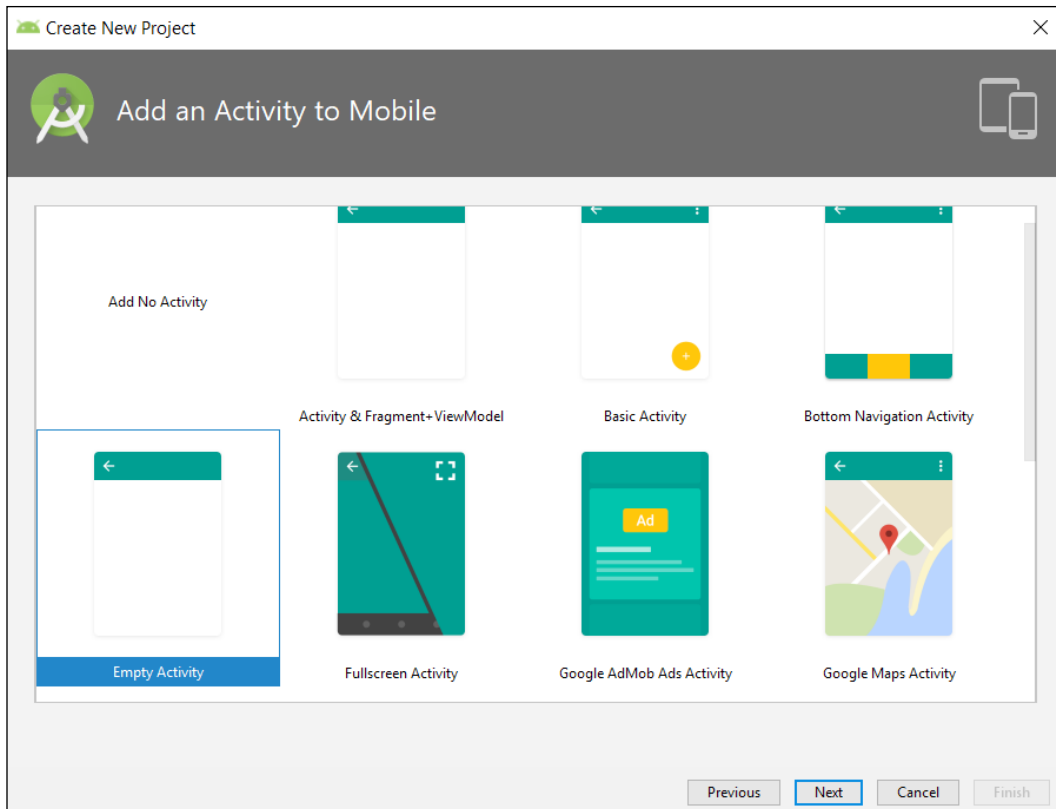 Create New Project
Add an Activity to Mobile
Add No Activity
Activity & Fragment+ViewModel
Basic Activity
Bottom Navigation Activity
Ad
Empty Activity
Fullscreen Activity
Google AdMob Ads Activity
Google Maps Activity
Previous
Next
Cancel
Finish